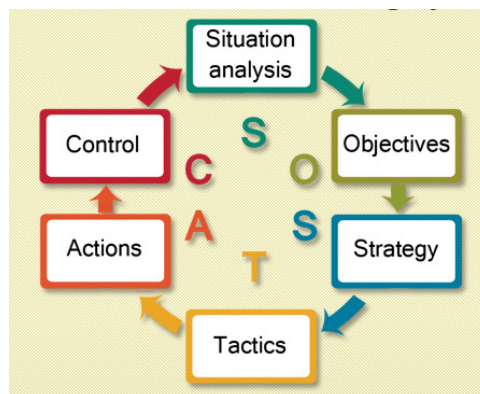 Situation
analysis
Control
Objectives
S
C
O
A
S
Actions
Strategy
T
Tactics